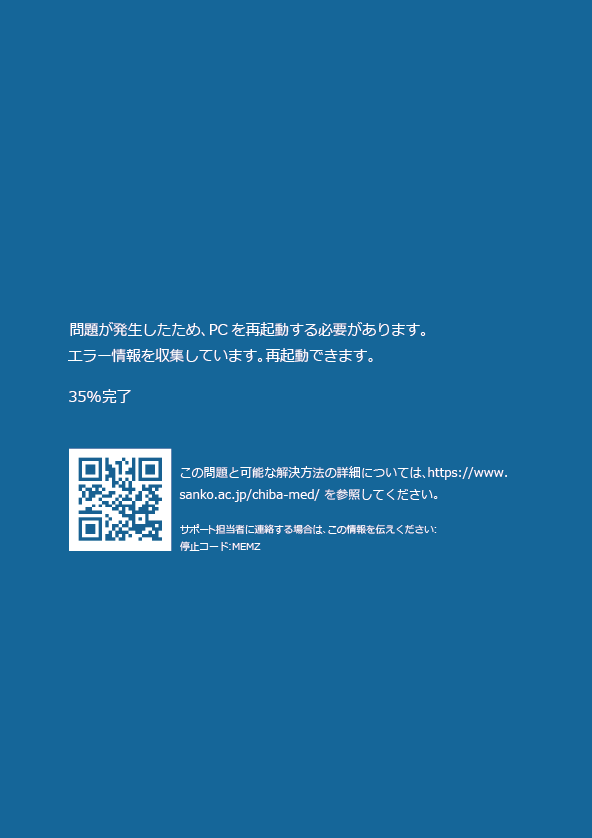 問題が発生したため、PCを再起動する必要があります。
エラー情報を収集しています。再起動できます。
35%完了
この問題と可能な解決方法の詳細については、https://www.
sanko.ac.jp/chiba-med/ を参照してください。
サポート担当者に連絡する場合は、この情報を伝えください:
停止コード:MEMZ